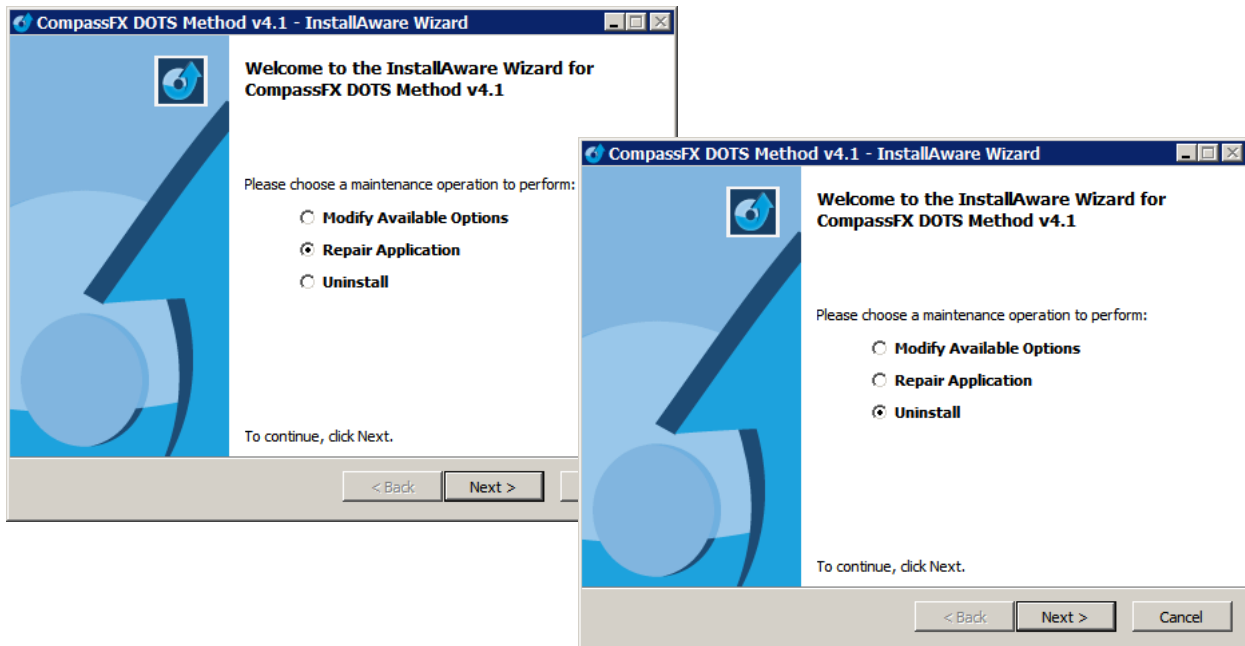 CompassFX DOTS Method v4.1 - InstallAware Wizard
Welcome to the InstallAware Wizard for
CompassFX DOTS Method v4.1
Please choose a maintenance operation to perform:
Modify Available Options
Repair Application
Uninstall
To continue, click Next.
< Back
Next >
CompassFX DOTS Method v4.1 - InstallAware Wizard
Welcome to the InstallAware Wizard for
CompassFX DOTS Method v4.1
Please choose a maintenance operation to perform:
Modify Available Options
Repair Application
Uninstall
To continue, click Next.
< Back
Next >
Cancel